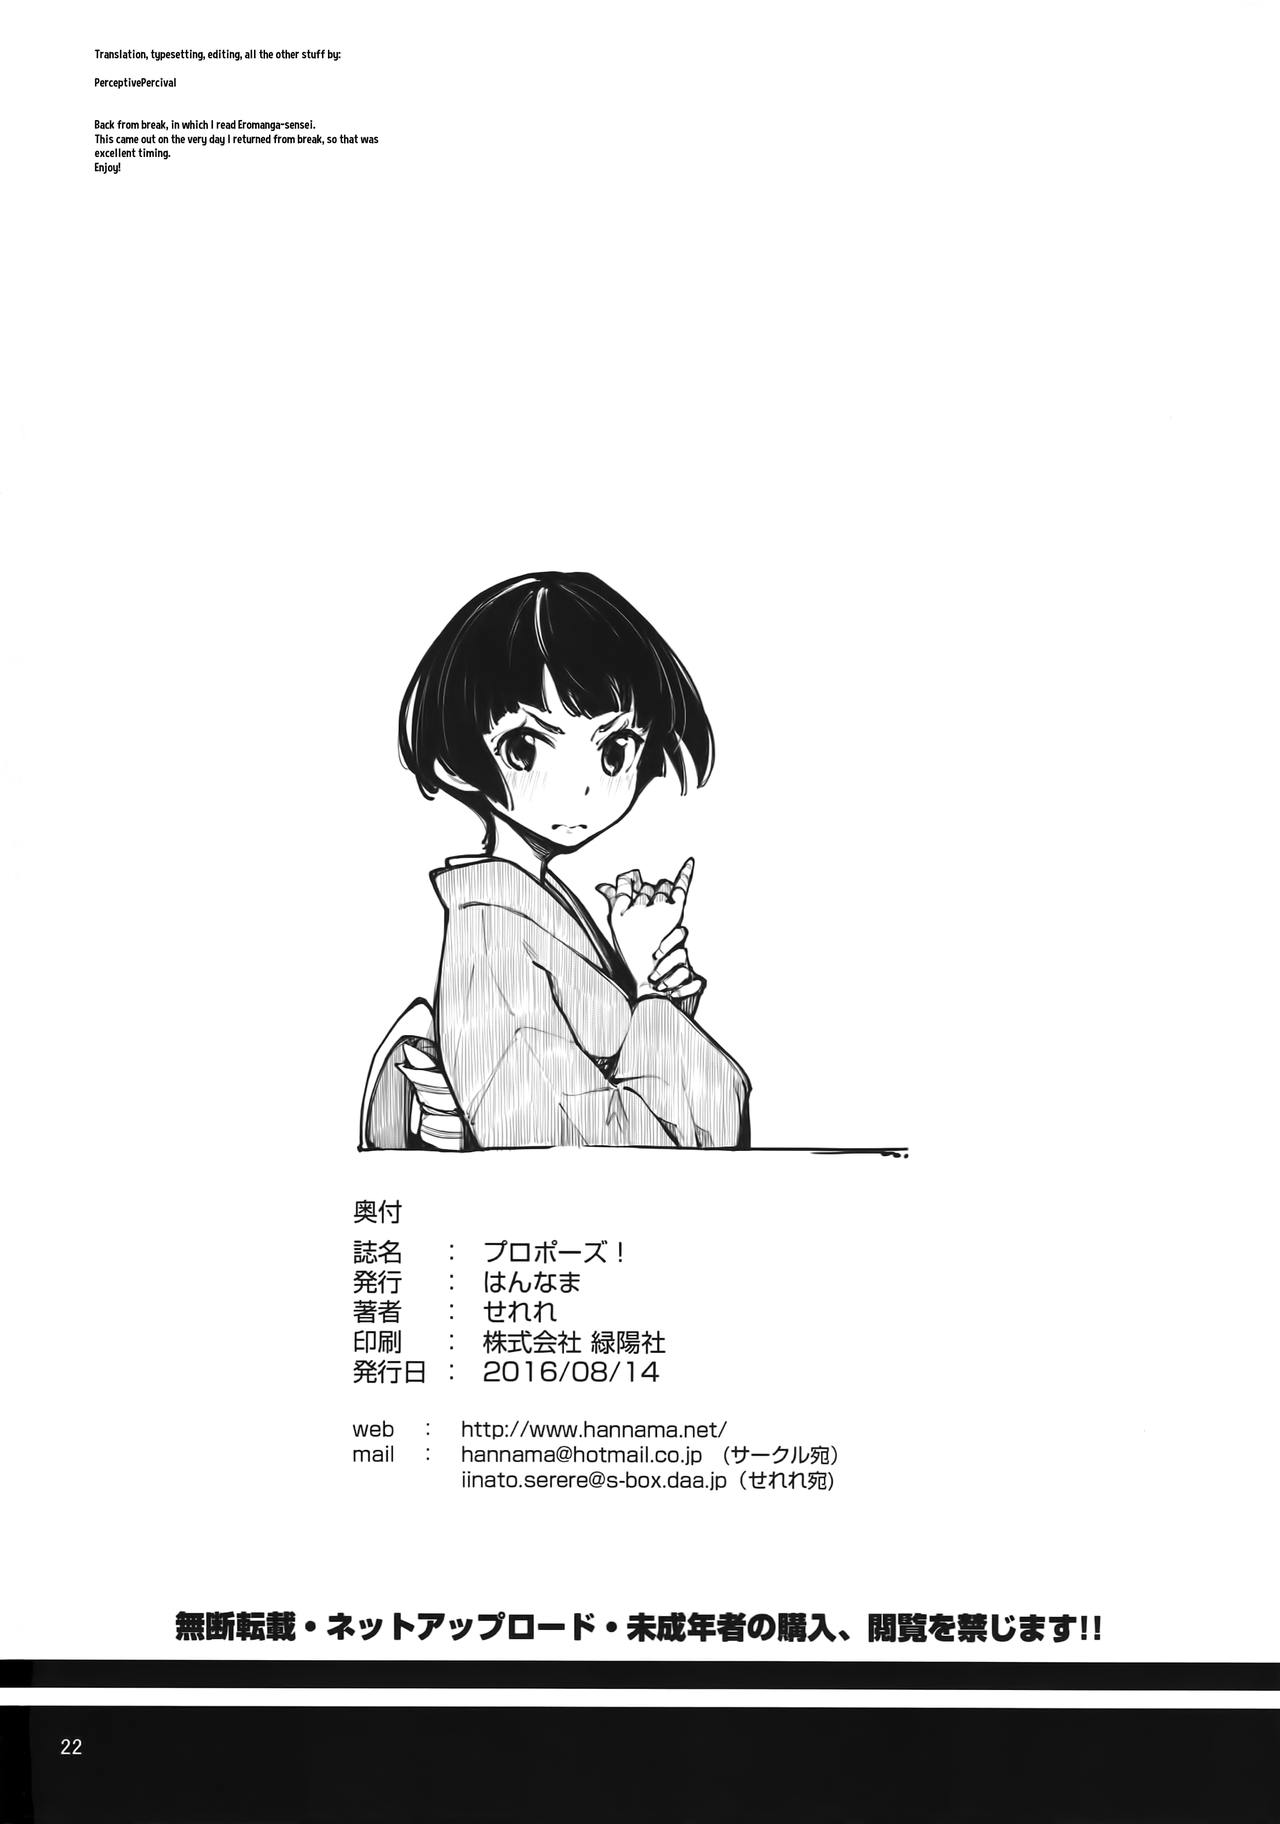 Translation, typesetting, editing, all the other stuff by:
PerceptivePercival
Back from break, in which I read Eromanga-sensei.
This came out on the very day I returned from break, so that was
excellent timing.
Enjoy!
奥付
誌名 : プロポーズ！
発行 : はんなま
著者 : せれれ
印刷 : 株式会社 緑陽社
発行日 : 2016/08/14
web : http://www.hannama.net/
mail : hannama@hotmail.co.jp （サークル宛）
iinato.serere@s-box.daa.jp（せれれ宛)
無断転載・ネットアップロード・未成年者の購入、閲覧を禁じます!!
22